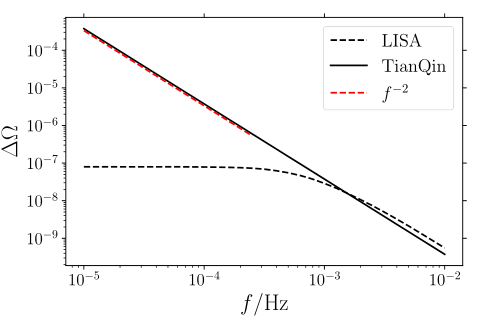 LISA
TianQin
f⁻²
ΔΩ
10⁻⁴
10⁻⁵
10⁻⁶
10⁻⁷
10⁻⁸
10⁻⁹
10⁻⁵ 10⁻⁴ 10⁻³ 10⁻²
f/Hz